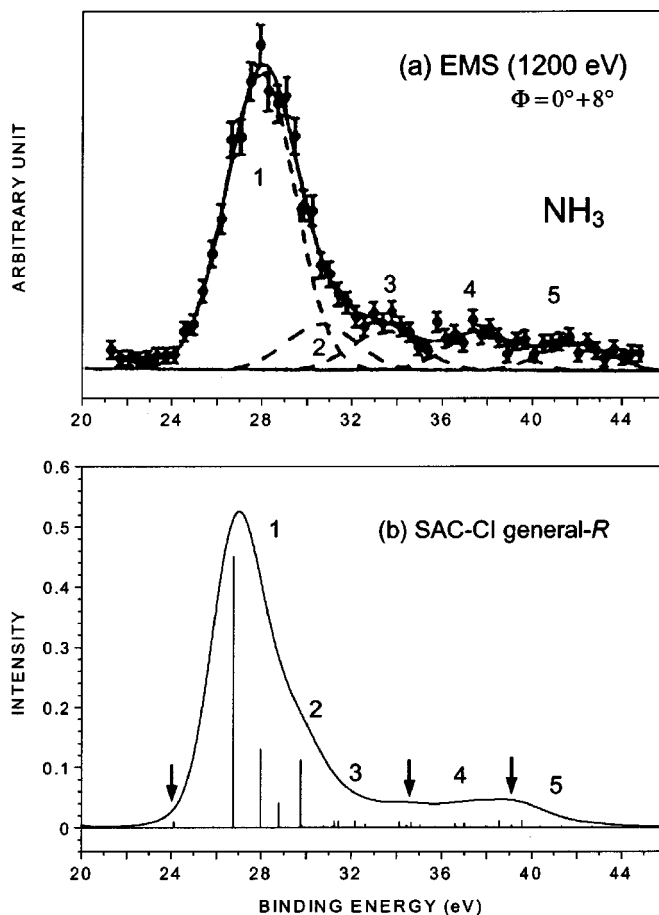 (a) EMS (1200 eV)
Φ=0°+8°
NH₃
1
2
3
4
5
ARBITRARY UNIT
20 24 28 32 36 40 44
0.6
0.5
0.4
0.3
0.2
0.1
0
(b) SAC-CI general-R
1
2
3
4
5
INTENSITY
20 24 28 32 36 40 44
BINDING ENERGY (eV)